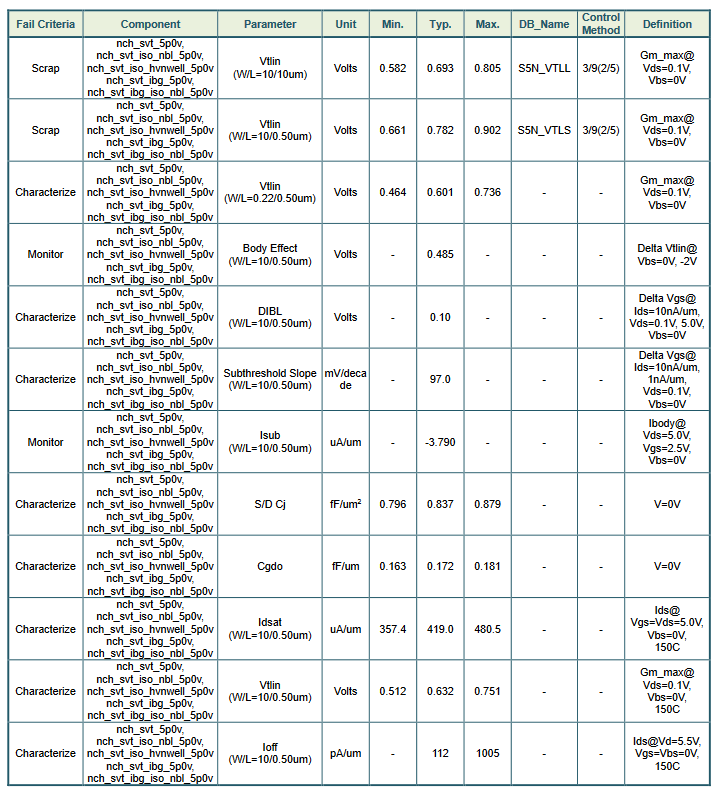 Fail Criteria Component Parameter Unit Min. Typ. Max. DB_Name Control Method Definition
Scrap nch_svt_5p0v, nch_svt_iso_nbl_5p0v, nch_svt_iso_hvnwell_5p0v nch_svt_ibg_5p0v, nch_svt_ibg_iso_nbl_5p0v Vtlin (W/L=10/10um) Volts 0.582 0.693 0.805 S5N_VTLL 3/9(2/5) Gm_max@ Vds=0.1V, Vbs=0V
Scrap nch_svt_5p0v, nch_svt_iso_nbl_5p0v, nch_svt_iso_hvnwell_5p0v nch_svt_ibg_5p0v, nch_svt_ibg_iso_nbl_5p0v Vtlin (W/L=10/0.50um) Volts 0.661 0.782 0.902 S5N_VTLS 3/9(2/5) Gm_max@ Vds=0.1V, Vbs=0V
Characterize nch_svt_5p0v, nch_svt_iso_nbl_5p0v, nch_svt_iso_hvnwell_5p0v nch_svt_ibg_5p0v, nch_svt_ibg_iso_nbl_5p0v Vtlin (W/L=0.22/0.50um) Volts 0.464 0.601 0.736 - - Gm_max@ Vds=0.1V, Vbs=0V
Monitor nch_svt_5p0v, nch_svt_iso_nbl_5p0v, nch_svt_iso_hvnwell_5p0v nch_svt_ibg_5p0v, nch_svt_ibg_iso_nbl_5p0v Body Effect (W/L=10/0.50um) Volts - 0.485 - - - Delta Vtlin@ Vbs=0V, -2V
Characterize nch_svt_5p0v, nch_svt_iso_nbl_5p0v, nch_svt_iso_hvnwell_5p0v nch_svt_ibg_5p0v, nch_svt_ibg_iso_nbl_5p0v DIBL (W/L=10/0.50um) Volts - 0.10 - - - Delta Vgs@ Ids=10nA/um, Vds=0.1V, 5.0V, Vbs=0V
Characterize nch_svt_5p0v, nch_svt_iso_nbl_5p0v, nch_svt_iso_hvnwell_5p0v nch_svt_ibg_5p0v, nch_svt_ibg_iso_nbl_5p0v Subthreshold Slope (W/L=10/0.50um) mV/deca de - 97.0 - - - Delta Vgs@ Ids=10nA/um, 1nA/um, Vds=0.1V, Vbs=0V
Monitor nch_svt_5p0v, nch_svt_iso_nbl_5p0v, nch_svt_iso_hvnwell_5p0v nch_svt_ibg_5p0v, nch_svt_ibg_iso_nbl_5p0v Isub (W/L=10/0.50um) uA/um - -3.790 - - - Ibody@ Vds=5.0V, Vgs=2.5V, Vbs=0V
Characterize nch_svt_5p0v, nch_svt_iso_nbl_5p0v, nch_svt_iso_hvnwell_5p0v nch_svt_ibg_5p0v, nch_svt_ibg_iso_nbl_5p0v S/D Cj fF/um² 0.796 0.837 0.879 - - V=0V
Characterize nch_svt_5p0v, nch_svt_iso_nbl_5p0v, nch_svt_iso_hvnwell_5p0v nch_svt_ibg_5p0v, nch_svt_ibg_iso_nbl_5p0v Cgdo fF/um 0.163 0.172 0.181 - - V=0V
Characterize nch_svt_5p0v, nch_svt_iso_nbl_5p0v, nch_svt_iso_hvnwell_5p0v nch_svt_ibg_5p0v, nch_svt_ibg_iso_nbl_5p0v Idsat (W/L=10/0.50um) uA/um 357.4 419.0 480.5 - - Ids@ Vgs=Vds=5.0V, Vbs=0V, 150C
Characterize nch_svt_5p0v, nch_svt_iso_nbl_5p0v, nch_svt_iso_hvnwell_5p0v nch_svt_ibg_5p0v, nch_svt_ibg_iso_nbl_5p0v Vtlin (W/L=10/0.50um) Volts 0.512 0.632 0.751 - - Gm_max@ Vds=0.1V, Vbs=0V, 150C
Characterize nch_svt_5p0v, nch_svt_iso_nbl_5p0v, nch_svt_iso_hvnwell_5p0v nch_svt_ibg_5p0v, nch_svt_ibg_iso_nbl_5p0v Ioff (W/L=10/0.50um) pA/um - 112 1005 - - Ids@Vd=5.5V, Vgs=Vbs=0V, 150C